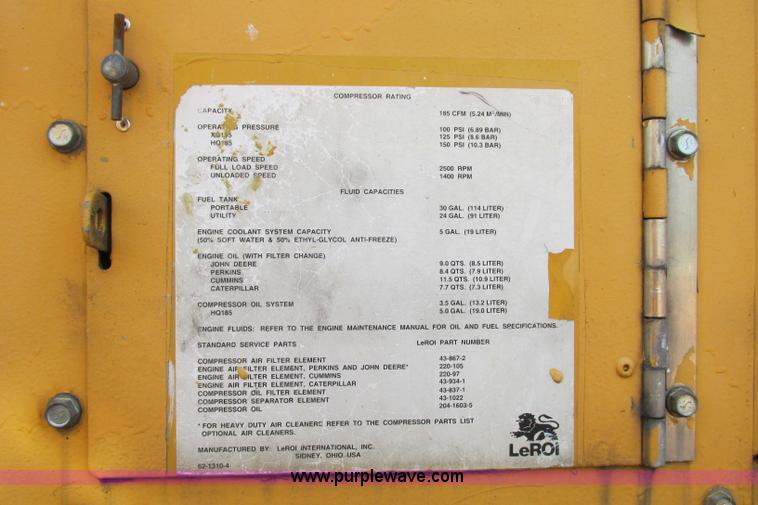 COMPRESSOR RATING
CAPACITY 185 CFM (5.24 M³/MIN)
OPERATING PRESSURE 100 PSI (6.89 BAR)
XQ185 125 PSI (8.6 BAR)
HQ185 150 PSI (10.3 BAR)
OPERATING SPEED
FULL LOAD SPEED 2500 RPM
UNLOADED SPEED 1400 RPM
FLUID CAPACITIES
FUEL TANK
PORTABLE 30 GAL. (114 LITER)
UTILITY 24 GAL. (91 LITER)
ENGINE COOLANT SYSTEM CAPACITY 5 GAL. (19 LITER)
(50% SOFT WATER & 50% ETHYL-GLYCOL ANTI-FREEZE)
ENGINE OIL (WITH FILTER CHANGE)
JOHN DEERE 9.0 QTS. (8.5 LITER)
PERKINS 8.4 QTS. (7.9 LITER)
CUMMINS 11.5 QTS. (10.9 LITER)
CATERPILLAR 7.7 QTS. (7.3 LITER)
COMPRESSOR OIL SYSTEM 3.5 GAL. (13.2 LITER)
HQ185 5.0 GAL. (19.0 LITER)
ENGINE FLUIDS: REFER TO THE ENGINE MAINTENANCE MANUAL FOR OIL AND FUEL SPECIFICATIONS.
STANDARD SERVICE PARTS LeROI PART NUMBER
COMPRESSOR AIR FILTER ELEMENT 43-867-2
ENGINE AIR FILTER ELEMENT, PERKINS AND JOHN DEERE* 220-105
ENGINE AIR FILTER ELEMENT, CUMMINS 220-97
ENGINE AIR FILTER ELEMENT, CATERPILLAR 43-934-1
COMPRESSOR OIL FILTER ELEMENT 43-837-1
COMPRESSOR SEPARATOR ELEMENT 43-1022
COMPRESSOR OIL 204-1603-5
* FOR HEAVY DUTY AIR CLEANERS REFER TO THE COMPRESSOR PARTS LIST
OPTIONAL AIR CLEANERS.
MANUFACTURED BY: LeROI INTERNATIONAL, INC.
SIDNEY, OHIO USA
62-1310-4
LeROI
www.purplewave.com